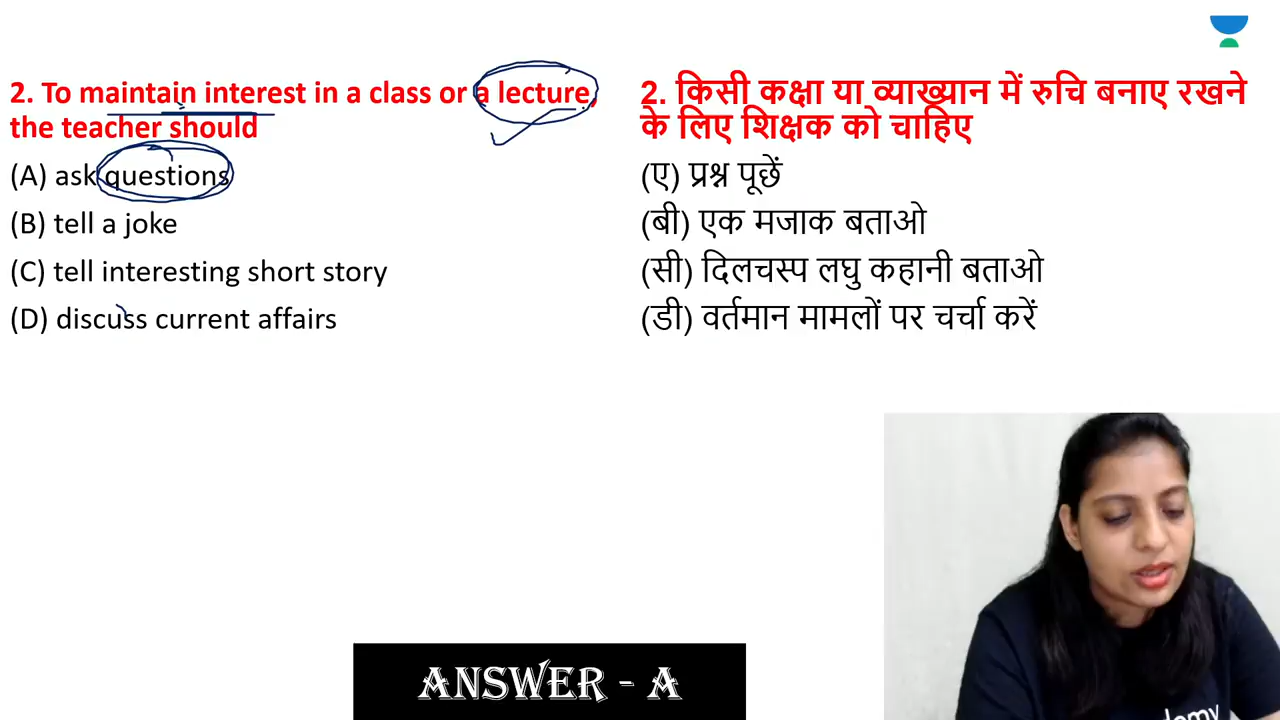 2. To maintain interest in a class or a lecture,
the teacher should
(A) ask questions
(B) tell a joke
(C) tell interesting short story
(D) discuss current affairs
2. किसी कक्षा या व्याख्यान में रुचि बनाए रखने
के लिए शिक्षक को चाहिए
(ए) प्रश्न पूछें
(बी) एक मजाक बताओ
(सी) दिलचस्प लघु कहानी बताओ
(डी) वर्तमान मामलों पर चर्चा करें
ANSWER - A